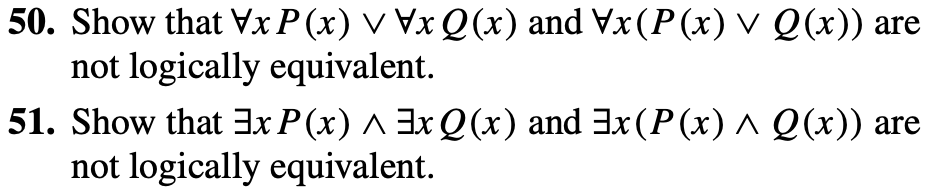 50. Show that ∀x P(x) ∨ ∀x Q(x) and ∀x(P(x) ∨ Q(x)) are
not logically equivalent.
51. Show that ∃x P(x) ∧ ∃x Q(x) and ∃x(P(x) ∧ Q(x)) are
not logically equivalent.